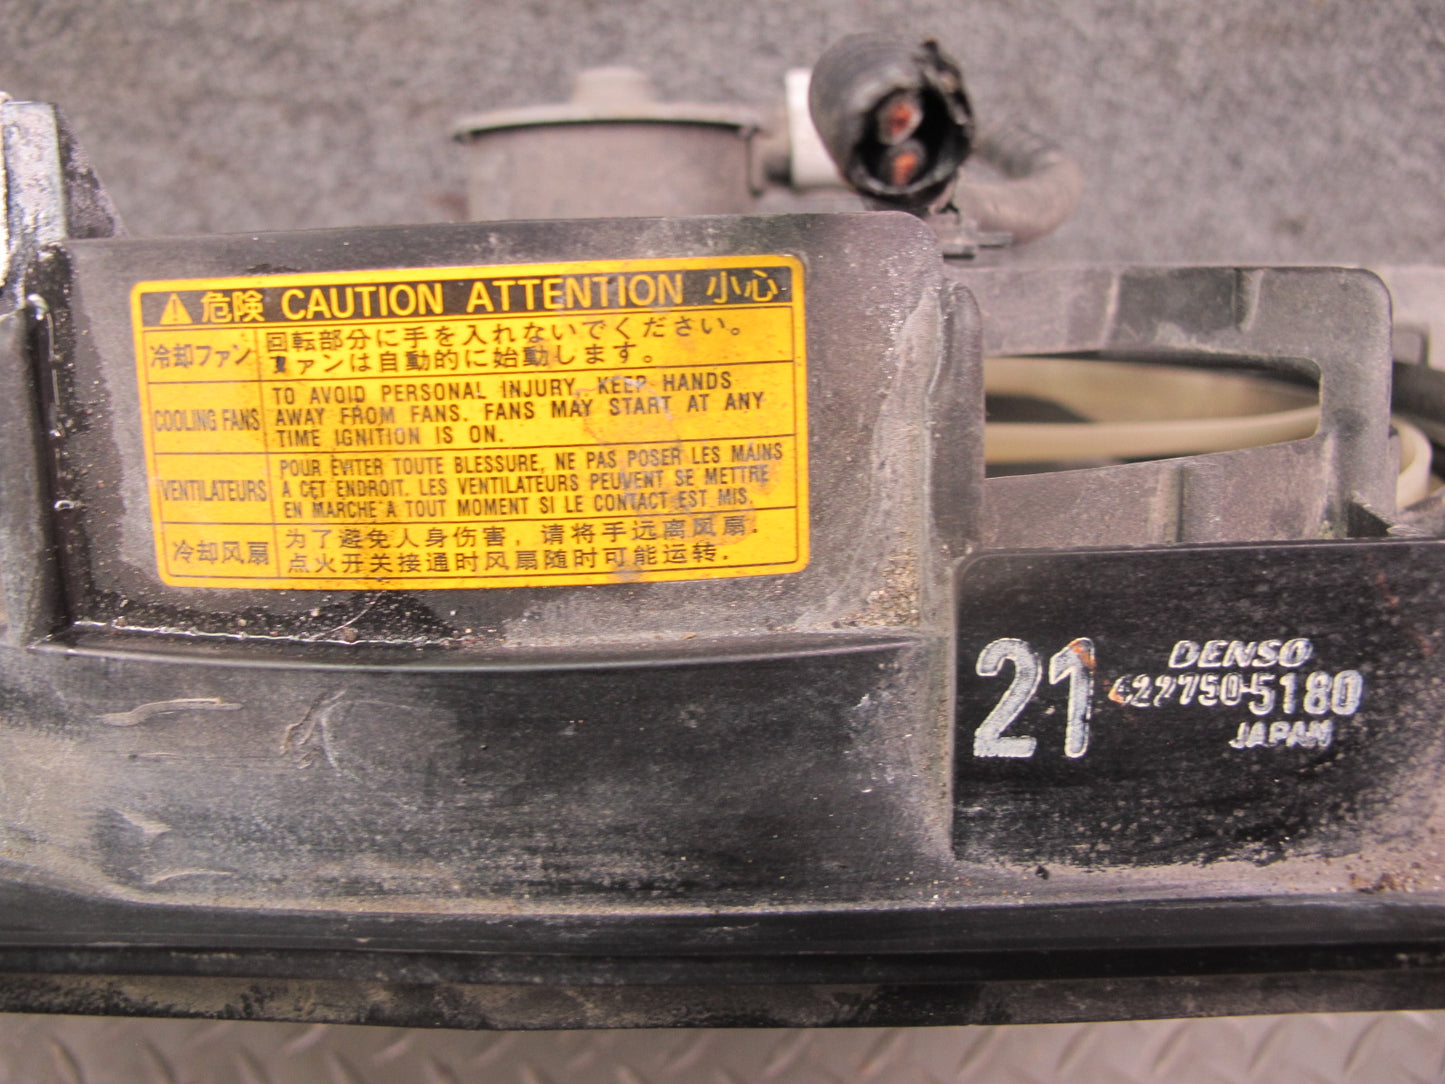 危険 CAUTION ATTENTION 小心
冷却ファン
回転部分に手を入れないでください。
ファンは自動的に始動します。
COOLING FANS
TO AVOID PERSONAL INJURY, KEEP HANDS
AWAY FROM FANS. FANS MAY START AT ANY
TIME IGNITION IS ON.
VENTILATEURS
POUR EVITER TOUTE BLESSURE, NE PAS POSER LES MAINS
A CET ENDROIT. LES VENTILATEURS PEUVENT SE METTRE
EN MARCHE A TOUT MOMENT SI LE CONTACT EST MIS.
冷却风扇
为了避免人身伤害，请将手远离风扇.
点火开关接通时风扇随时可能运转.
21
DENSO
422750-5180
JAPAN